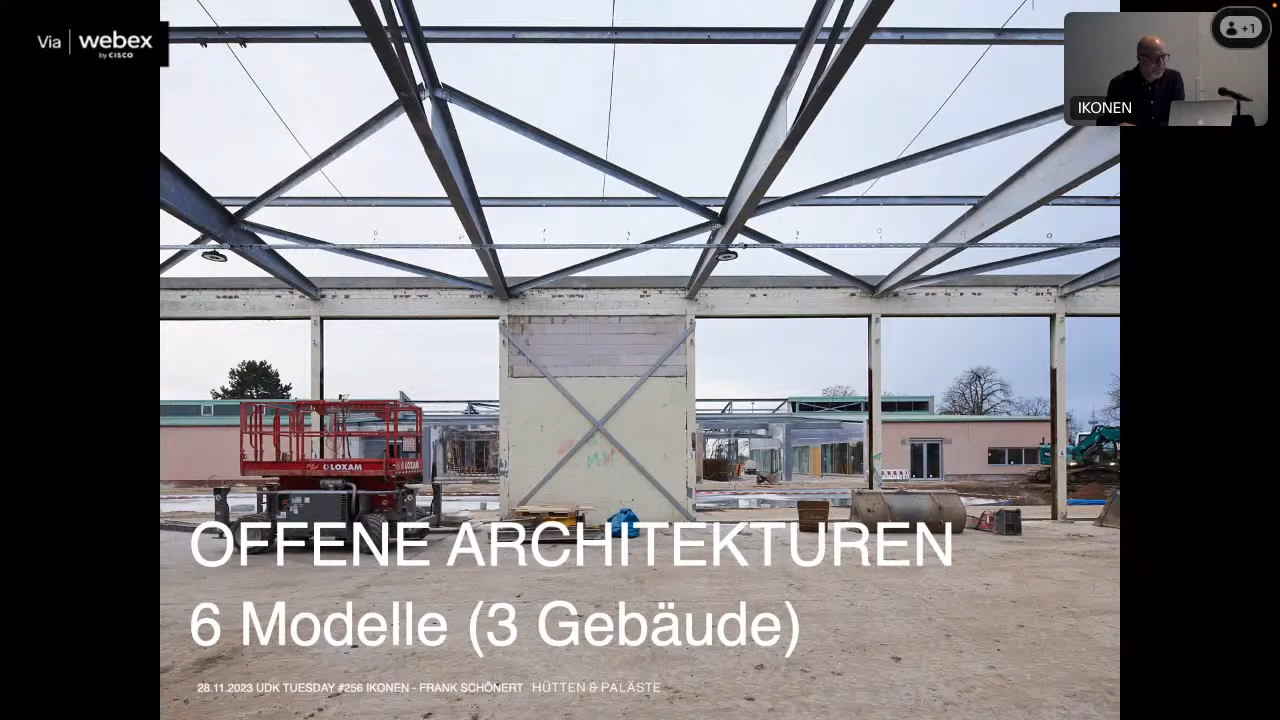 Via webex
by CISCO
IKONEN
+1
LOXAM
LOXAM
OFFENE ARCHITEKTUREN
6 Modelle (3 Gebäude)
28.11.2023 UDK TUESDAY #256 IKONEN - FRANK SCHÖNERT HÜTTEN & PALÄSTE